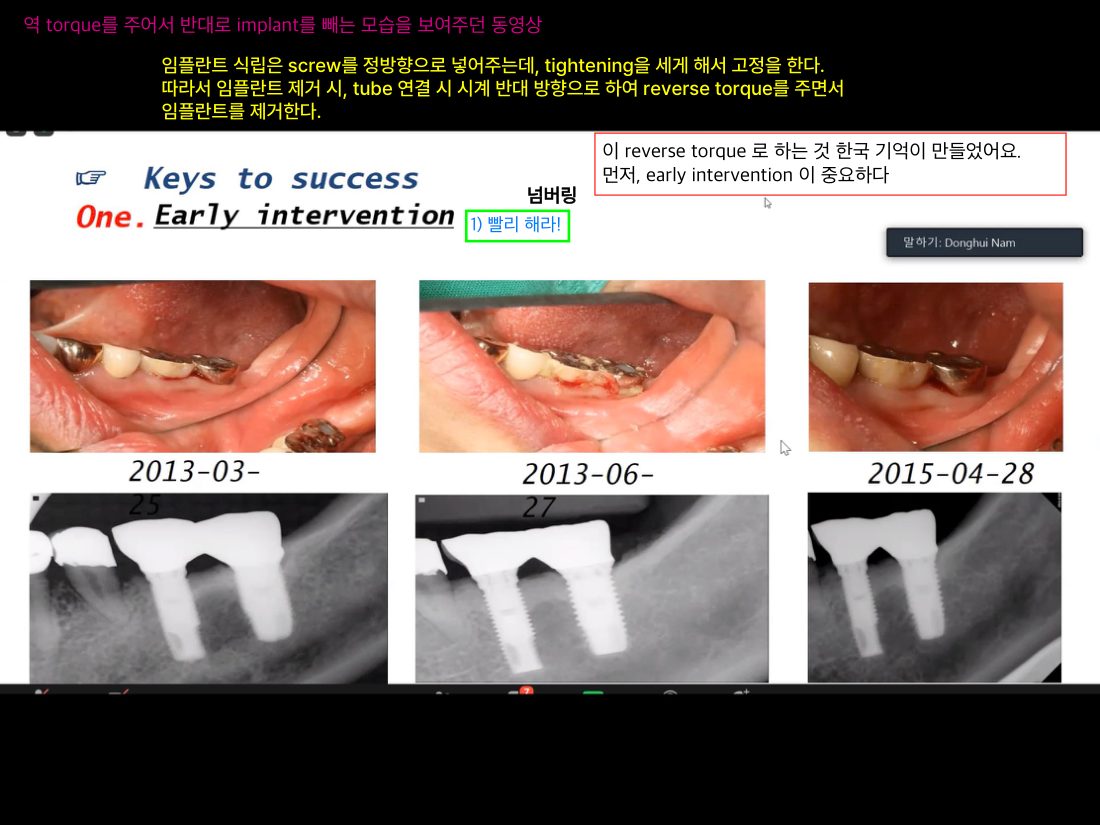 역 torque를 주어서 반대로 implant를 빼는 모습을 보여주던 동영상
임플란트 식립은 screw를 정방향으로 넣어주는데, tightening을 세게 해서 고정을 한다.
따라서 임플란트 제거 시, tube 연결 시 시계 반대 방향으로 하여 reverse torque를 주면서
임플란트를 제거한다.
이 reverse torque 로 하는 것 한국 기억이 만들었어요.
먼저, early intervention 이 중요하다
☞ Keys to success
넘버링
One. Early intervention
1) 빨리 해라!
말하기: Donghui Nam
2013-03-
25
2013-06-
27
2015-04-28
7